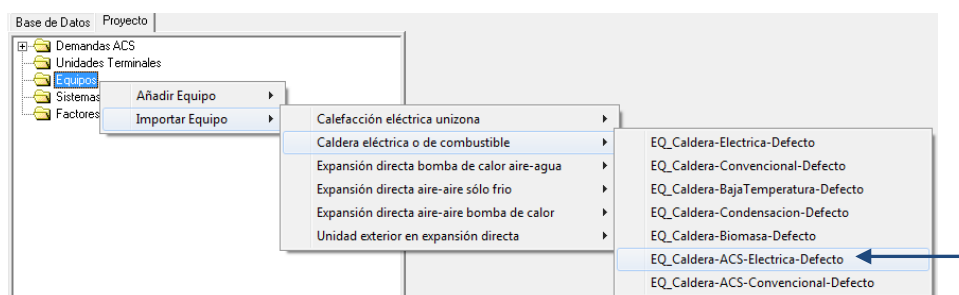 Base de Datos Proyecto
Demandas ACS
Unidades Terminales
Equipos
Sistemas
Factores
Añadir Equipo
Importar Equipo
Calefacción eléctrica unizona
Caldera eléctrica o de combustible
Expansión directa bomba de calor aire-agua
Expansión directa aire-aire sólo frio
Expansión directa aire-aire bomba de calor
Unidad exterior en expansión directa
EQ_Caldera-Electrica-Defecto
EQ_Caldera-Convencional-Defecto
EQ_Caldera-BajaTemperatura-Defecto
EQ_Caldera-Condensacion-Defecto
EQ_Caldera-Biomasa-Defecto
EQ_Caldera-ACS-Electrica-Defecto
EQ_Caldera-ACS-Convencional-Defecto